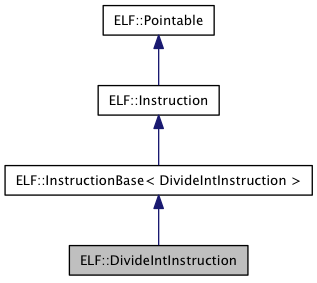 ELF::Pointable
ELF::Instruction
ELF::InstructionBase< DivideIntInstruction >
ELF::DivideIntInstruction